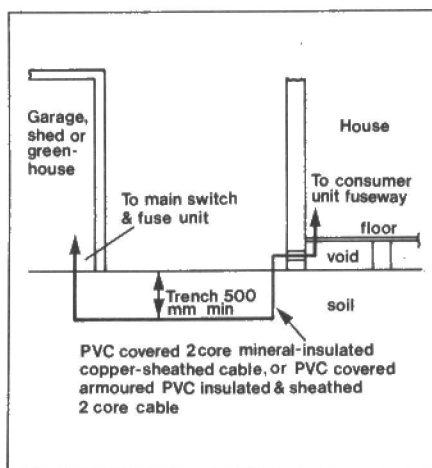 Garage,
shed or
green-
house
House
To main switch
& fuse unit
To consumer
unit fuseway
floor
void
Trench 500
mm min
soil
PVC covered 2 core mineral-insulated
copper-sheathed cable, or PVC covered
armoured PVC insulated & sheathed
2 core cable